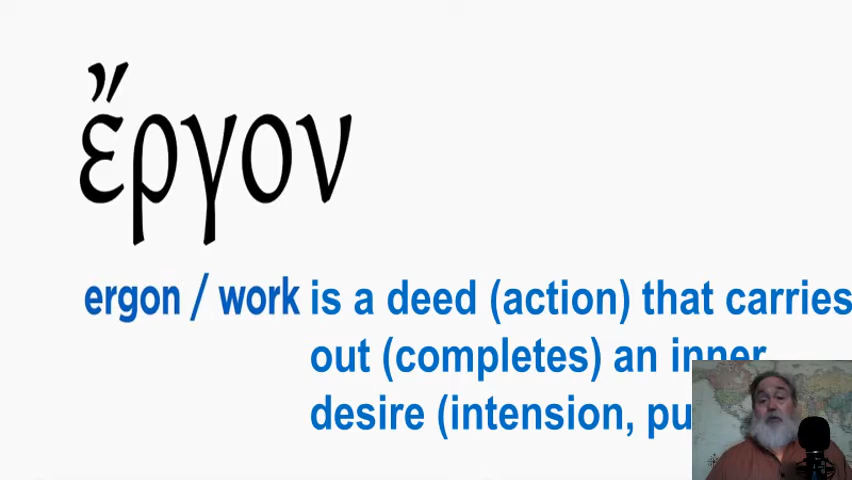 ἔργον
ergon / work is a deed (action) that carries
out (completes) an inner
desire (intension,